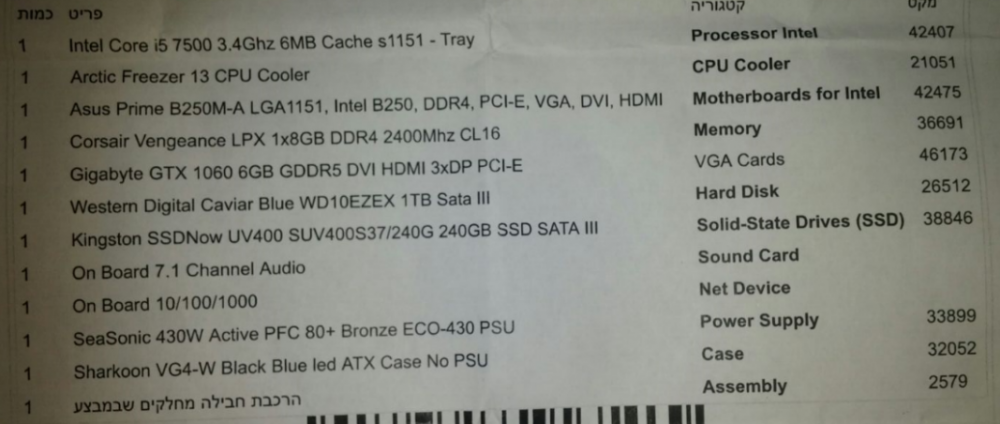 כמות פריט קטגוריה מקט
1 Intel Core i5 7500 3.4Ghz 6MB Cache s1151 - Tray Processor Intel 42407
1 Arctic Freezer 13 CPU Cooler CPU Cooler 21051
1 Asus Prime B250M-A LGA1151, Intel B250, DDR4, PCI-E, VGA, DVI, HDMI Motherboards for Intel 42475
1 Corsair Vengeance LPX 1x8GB DDR4 2400Mhz CL16 Memory 36691
1 Gigabyte GTX 1060 6GB GDDR5 DVI HDMI 3xDP PCI-E VGA Cards 46173
1 Western Digital Caviar Blue WD10EZEX 1TB Sata III Hard Disk 26512
1 Kingston SSDNow UV400 SUV400S37/240G 240GB SSD SATA III Solid-State Drives (SSD) 38846
1 On Board 7.1 Channel Audio Sound Card
1 On Board 10/100/1000 Net Device
1 SeaSonic 430W Active PFC 80+ Bronze ECO-430 PSU Power Supply 33899
1 Sharkoon VG4-W Black Blue led ATX Case No PSU Case 32052
1 הרכבת חבילה מחלקים שבמבצע Assembly 2579